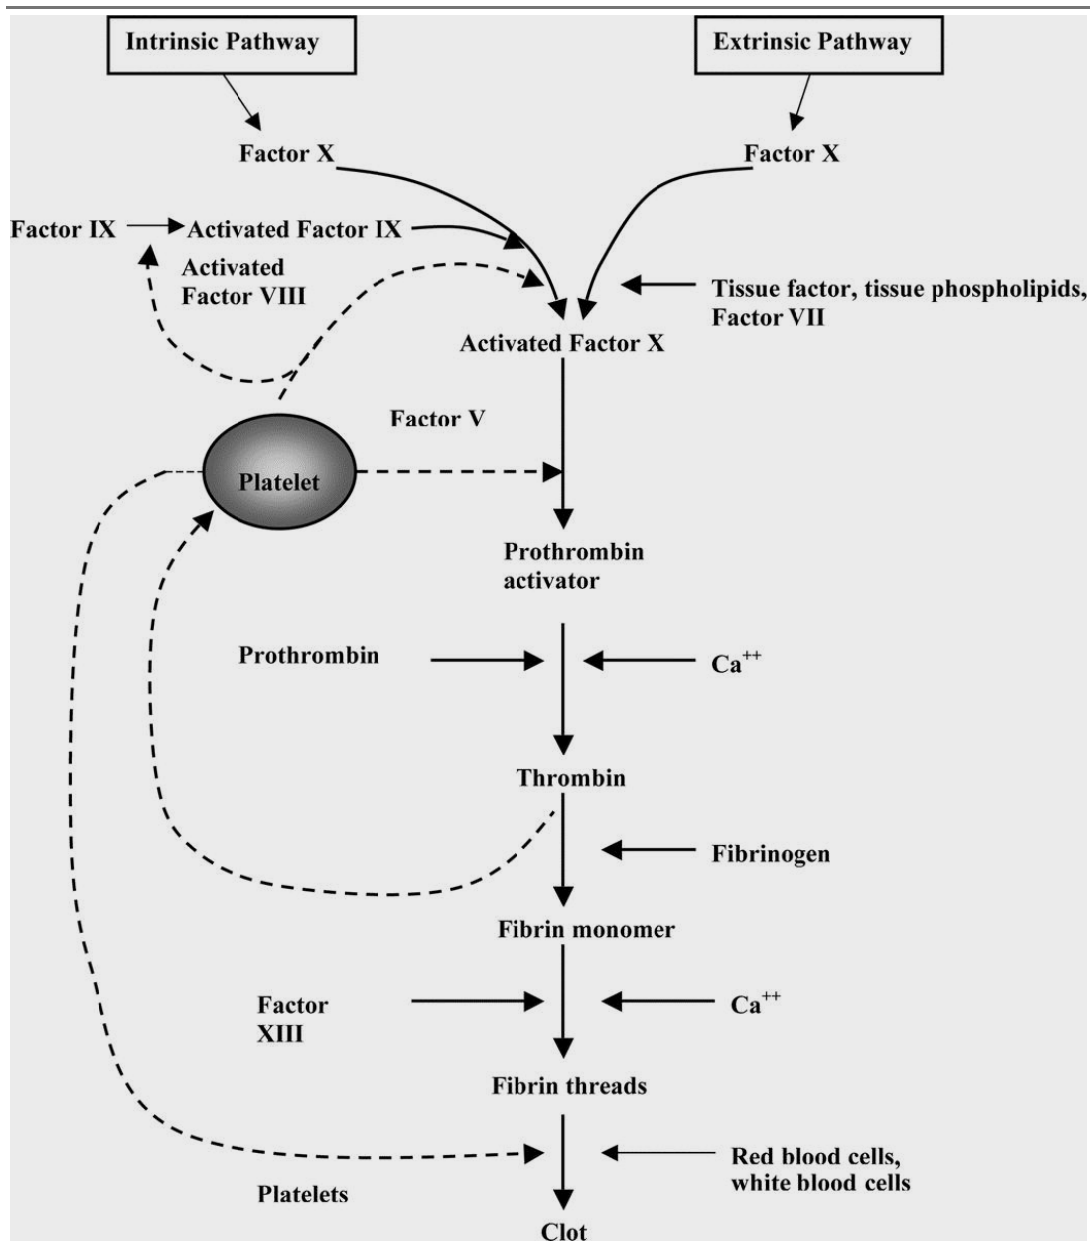 Intrinsic Pathway
Extrinsic Pathway
Factor X
Factor X
Factor IX
Activated Factor IX
Activated
Factor VIII
Tissue factor, tissue phospholipids,
Factor VII
Activated Factor X
Factor V
Platelet
Prothrombin
activator
Prothrombin
Ca++
Thrombin
Fibrinogen
Fibrin monomer
Factor
XIII
Ca++
Fibrin threads
Red blood cells,
white blood cells
Platelets
Clot